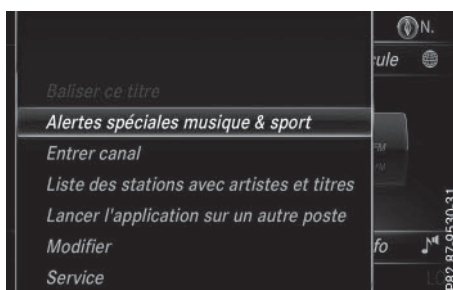 N.
ule
Baliser ce titre
Alertes spéciales musique & sport
Entrer canal
Liste des stations avec artistes et titres
Lancer l'application sur un autre poste
Modifier
fo
Service
P82.87-9530-31